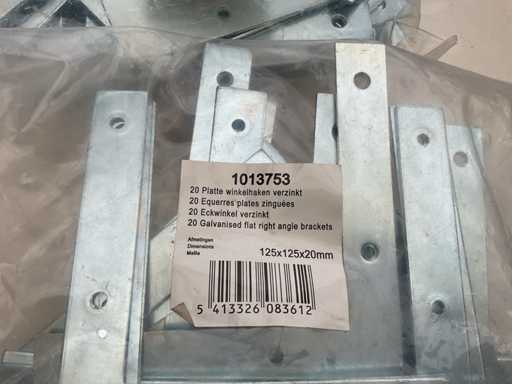 1013753
20 Platte winkelhaken verzinkt
20 Equerres plates zinguées
20 Eckwinkel verzinkt
20 Galvanised flat right angle brackets
Afmetingen
Dimensions
Maße
125x125x20mm
5 413326 083612